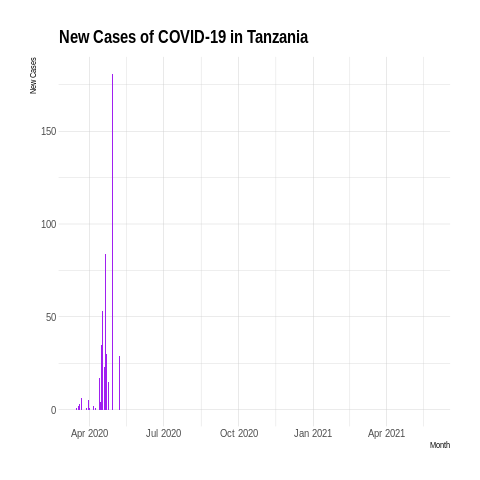 New Cases of COVID-19 in Tanzania
New Cases
150
100
50
0
Apr 2020 Jul 2020 Oct 2020 Jan 2021 Apr 2021
Month